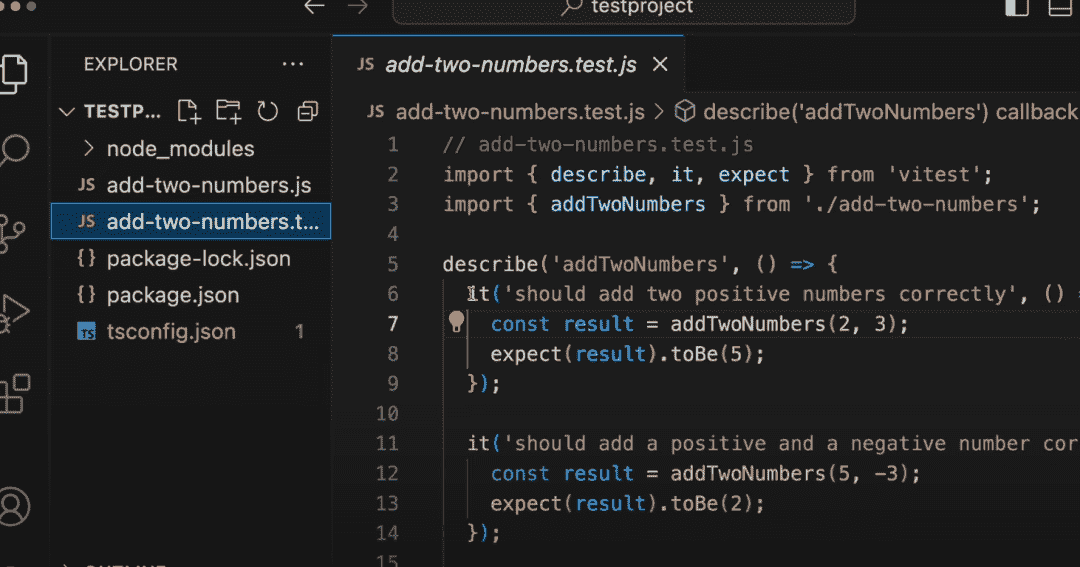 testproject
EXPLORER ...
JS add-two-numbers.test.js ×
TESTP...
JS add-two-numbers.test.js > describe('addTwoNumbers') callback
node_modules
JS add-two-numbers.js
JS add-two-numbers.t...
{} package-lock.json
{} package.json
TS tsconfig.json 1
1 // add-two-numbers.test.js
2 import { describe, it, expect } from 'vitest';
3 import { addTwoNumbers } from './add-two-numbers';
4
5 describe('addTwoNumbers', () => {
6 it('should add two positive numbers correctly', () =
7 const result = addTwoNumbers(2, 3);
8 expect(result).toBe(5);
9 });
10
11 it('should add a positive and a negative number cor
12 const result = addTwoNumbers(5, -3);
13 expect(result).toBe(2);
14 });
15